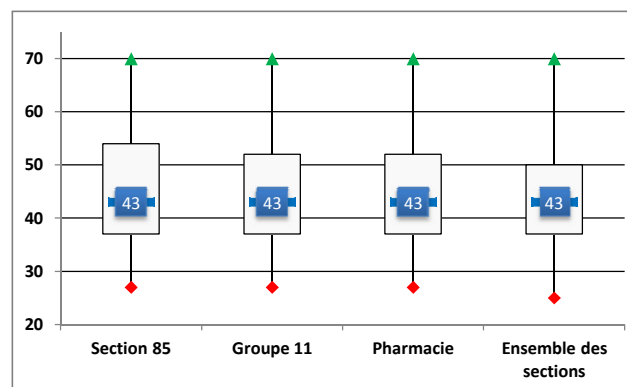 70
60
50
40
30
20
43
43
43
43
Section 85
Groupe 11
Pharmacie
Ensemble des
sections